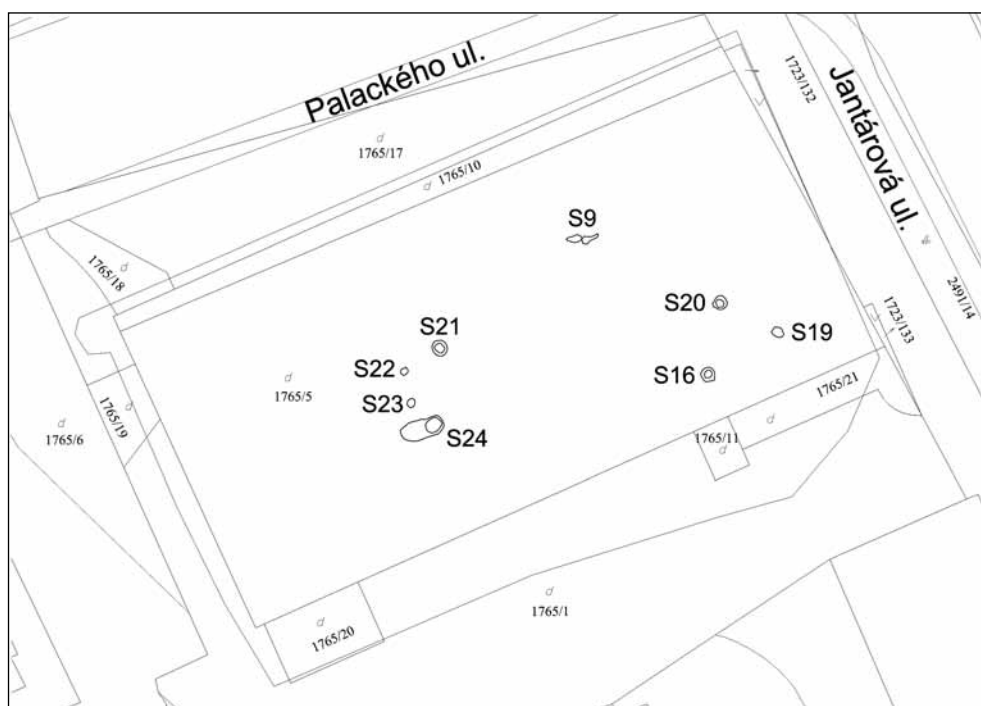 Palackého ul.
Jantárová ul.
1723/132
1765/17
1765/10
1765/18
S9
2491/14
S20
1723/133
S21
S19
S22
S16
1765/5
1765/21
S23
1765/19
1765/6
S24
1765/11
1765/1
1765/20